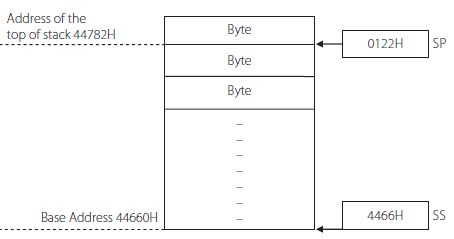 Address of the
top of stack 44782H
Byte
0122H SP
Byte
Byte
–
–
–
–
–
–
–
Base Address 44660H
4466H SS